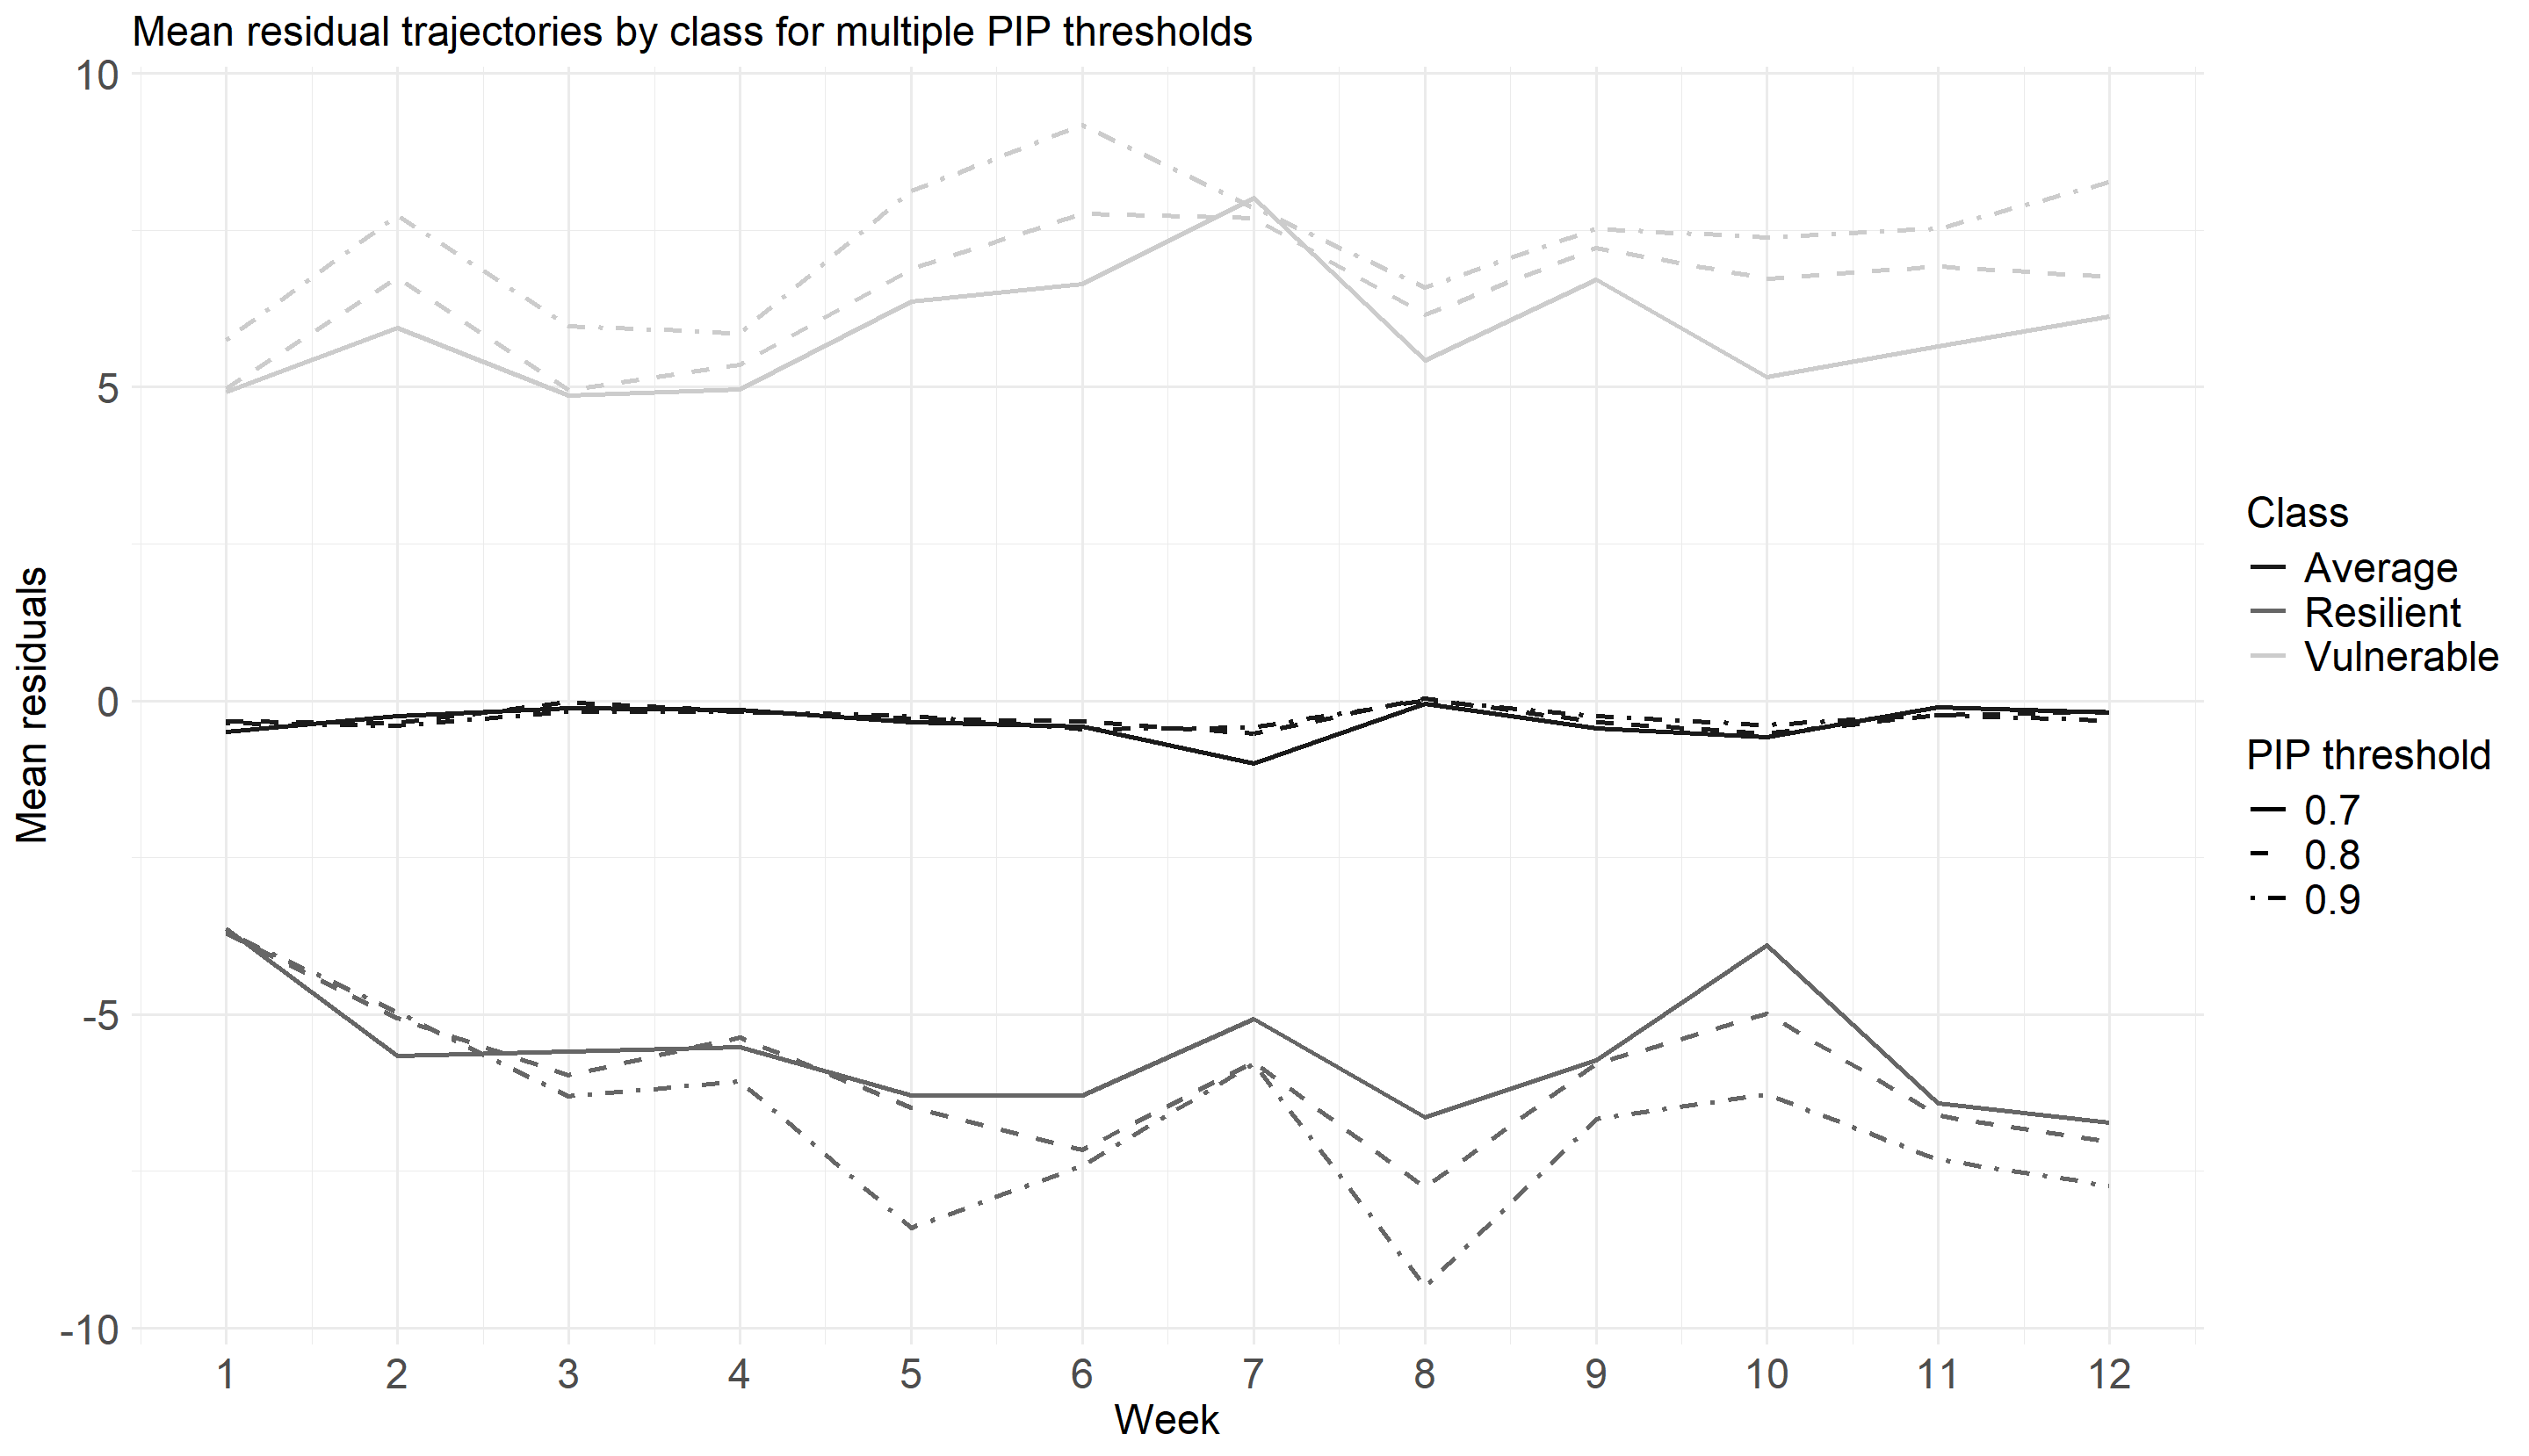 Mean residual trajectories by class for multiple PIP thresholds
10
5
0
-5
-10
Mean residuals
1 2 3 4 5 6 7 8 9 10 11 12
Week
Class
Average
Resilient
Vulnerable
PIP threshold
0.7
0.8
0.9